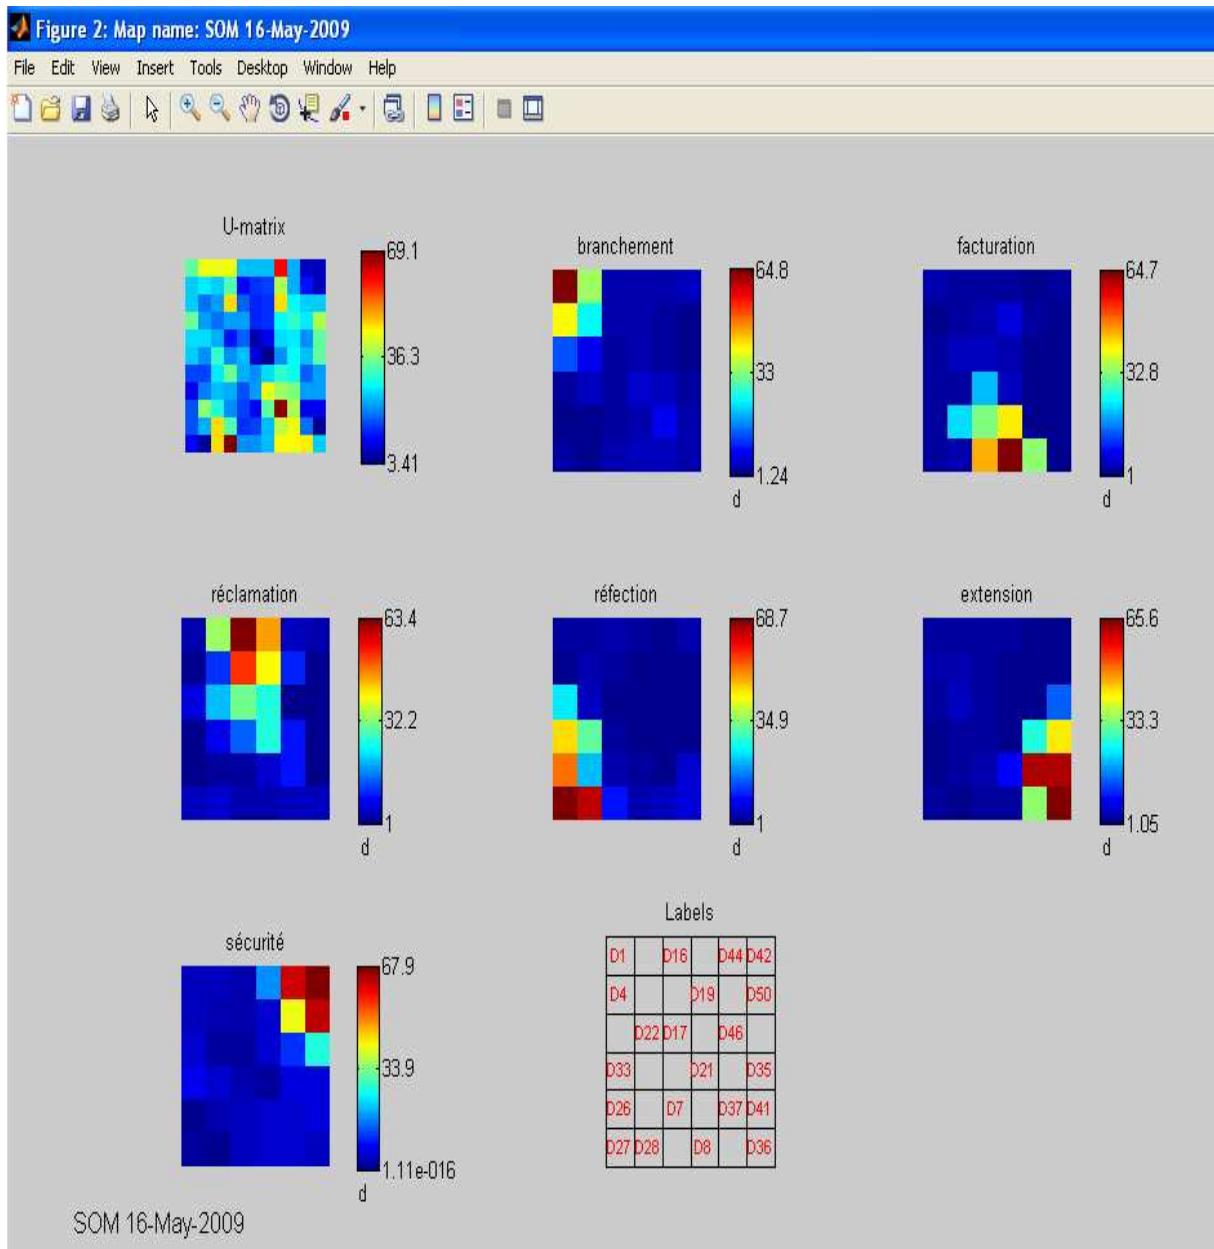 Figure 2: Map name: SOM 16-May-2009
File Edit View Insert Tools Desktop Window Help
U-matrix
69.1
36.3
3.41
branchement
64.8
33
1.24
d
facturation
64.7
32.8
1
d
réclamation
63.4
32.2
1
d
réfection
68.7
34.9
1
d
extension
65.6
33.3
1.05
d
sécurité
67.9
33.9
1.11e-016
d
Labels
D1 D16 D44 D42
D4 D19 D50
D22 D17 D46
D33 D21 D35
D26 D7 D37 D41
D27 D28 D8 D36
SOM 16-May-2009